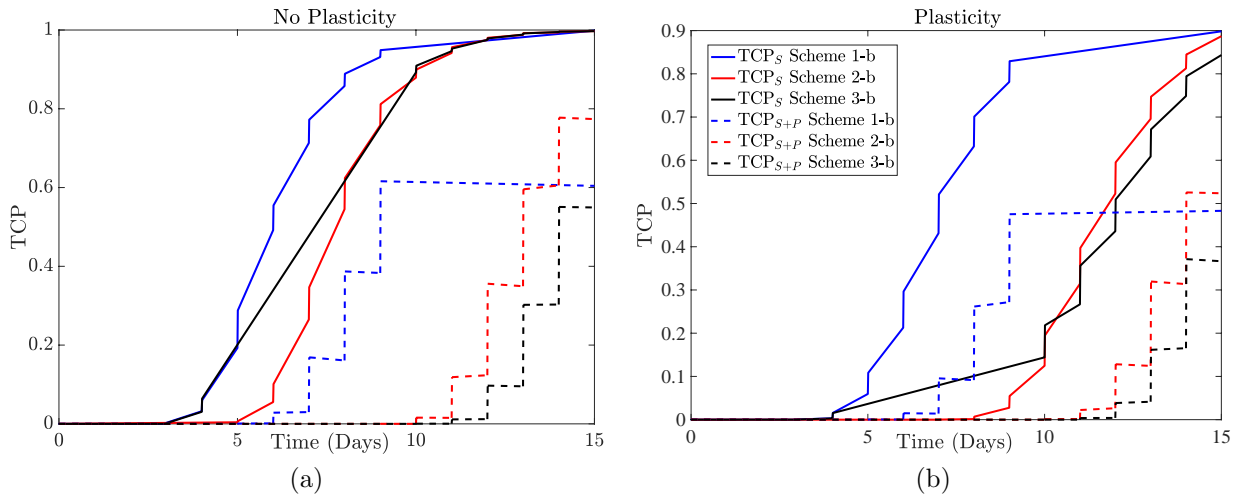 No Plasticity
1
0.8
0.6
0.4
0.2
0
TCP
0 5 10 15
Time (Days)
(a)
Plasticity
0.9
0.8
0.7
0.6
0.5
0.4
0.3
0.2
0.1
0
TCP
TCP_S Scheme 1-b
TCP_S Scheme 2-b
TCP_S Scheme 3-b
TCP_{S+P} Scheme 1-b
TCP_{S+P} Scheme 2-b
TCP_{S+P} Scheme 3-b
0 5 10 15
Time (Days)
(b)